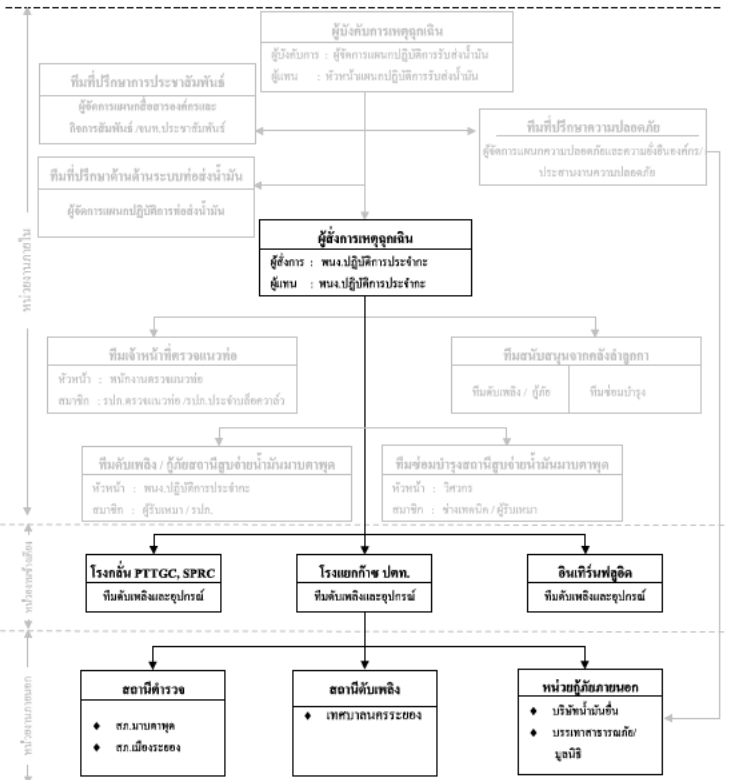 ผู้บังคับการเหตุฉุกเฉิน
ผู้บังคับการ : ผู้จัดการแผนกปฏิบัติการรับส่งน้ำมัน
ผู้แทน : หัวหน้าแผนกปฏิบัติการรับส่งน้ำมัน
ทีมที่ปรึกษาการประชาสัมพันธ์
ผู้จัดการแผนกสื่อสารองค์กรและ
กิจการสัมพันธ์ /จนท.ประชาสัมพันธ์
ทีมที่ปรึกษาความปลอดภัย
ผู้จัดการแผนกความปลอดภัยและความยั่งยืนองค์กร/
ประสานงานความปลอดภัย
ทีมที่ปรึกษาด้านด้านระบบท่อส่งน้ำมัน
ผู้จัดการแผนกปฏิบัติการท่อส่งน้ำมัน
หน่วยงานภายใน
ผู้สั่งการเหตุฉุกเฉิน
ผู้สั่งการ : พนง.ปฏิบัติการประจำกะ
ผู้แทน : พนง.ปฏิบัติการประจำกะ
ทีมเจ้าหน้าที่ตรวจแนวท่อ
หัวหน้า : พนักงานตรวจแนวท่อ
สมาชิก : รปภ.ตรวจแนวท่อ /รปภ.ประจำบล็อควาล์ว
ทีมสนับสนุนจากคลังลำลูกกา
ทีมดับเพลิง / กู้ภัย
ทีมซ่อมบำรุง
ทีมดับเพลิง / กู้ภัยสถานีสูบจ่ายน้ำมันมาบตาพุด
หัวหน้า : พนง.ปฏิบัติการประจำกะ
สมาชิก : ผู้รับเหมา / รปภ.
ทีมซ่อมบำรุงสถานีสูบจ่ายน้ำมันมาบตาพุด
หัวหน้า : วิศวกร
สมาชิก : ช่างเทคนิค / ผู้รับเหมา
หน่วยงานข้างเคียง
โรงกลั่น PTTGC, SPRC
ทีมดับเพลิงและอุปกรณ์
โรงแยกก๊าซ ปตท.
ทีมดับเพลิงและอุปกรณ์
อินเทิร์นฟลูอิด
ทีมดับเพลิงและอุปกรณ์
หน่วยงานภายนอก
สถานีตำรวจ
♦ สภ.มาบตาพุด
♦ สภ.เมืองระยอง
สถานีดับเพลิง
♦ เทศบาลนครระยอง
หน่วยกู้ภัยภายนอก
♦ บริษัทน้ำมันอื่น
♦ บรรเทาสาธารณภัย/
มูลนิธิ